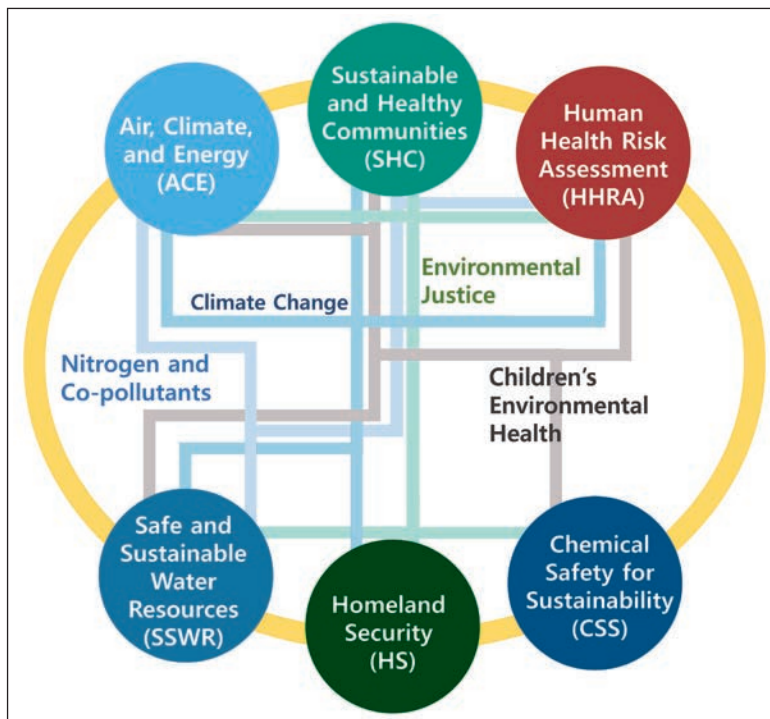 Air, Climate,
and Energy
(ACE)
Sustainable
and Healthy
Communities
(SHC)
Human
Health Risk
Assessment
(HHRA)
Climate Change
Environmental
Justice
Nitrogen and
Co-pollutants
Children's
Environmental
Health
Safe and
Sustainable
Water
Resources
(SSWR)
Homeland
Security
(HS)
Chemical
Safety for
Sustainability
(CSS)